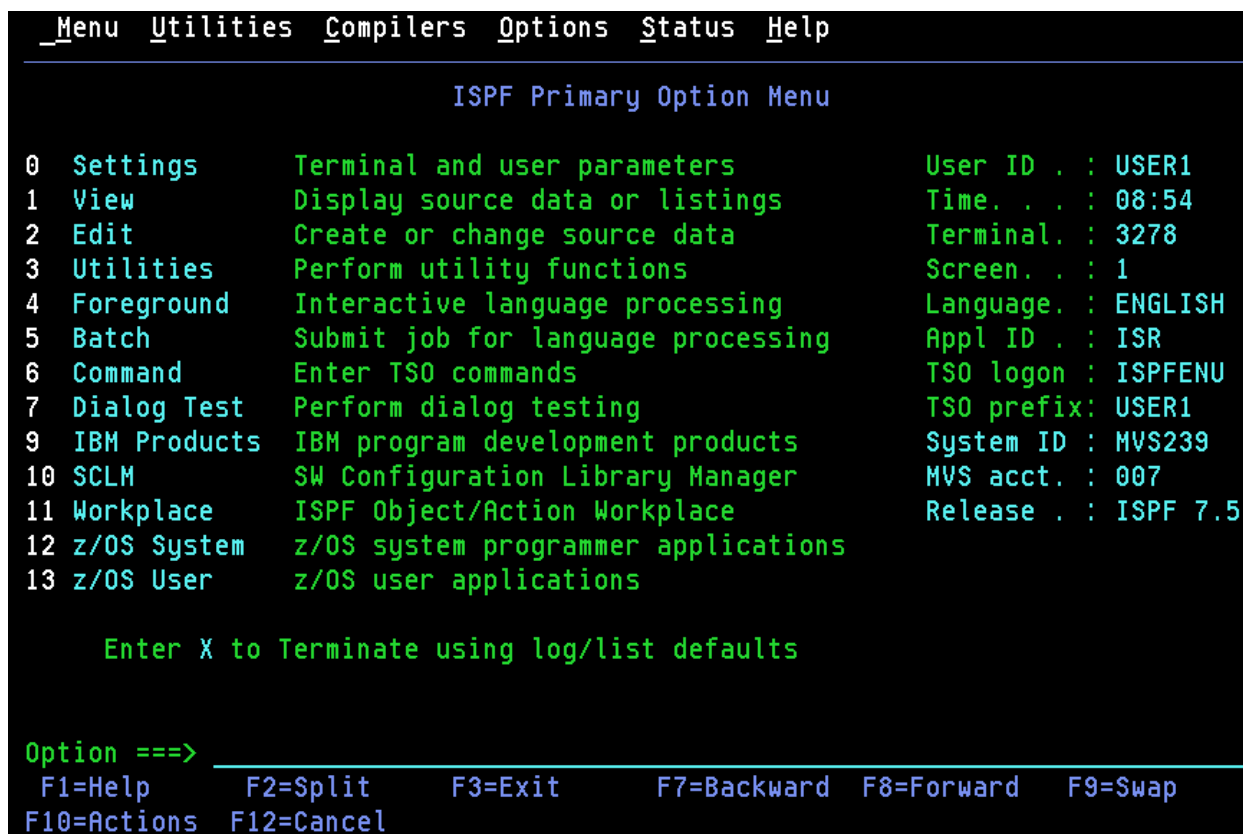 Menu Utilities Compilers Options Status Help
ISPF Primary Option Menu
0 Settings Terminal and user parameters User ID . : USER1
1 View Display source data or listings Time. . . : 08:54
2 Edit Create or change source data Terminal. : 3278
3 Utilities Perform utility functions Screen. . : 1
4 Foreground Interactive language processing Language. : ENGLISH
5 Batch Submit job for language processing Appl ID . : ISR
6 Command Enter TSO commands TSO logon : ISPFENU
7 Dialog Test Perform dialog testing TSO prefix: USER1
9 IBM Products IBM program development products System ID : MVS239
10 SCLM SW Configuration Library Manager MVS acct. : 007
11 Workplace ISPF Object/Action Workplace Release . : ISPF 7.5
12 z/OS System z/OS system programmer applications
13 z/OS User z/OS user applications
Enter X to Terminate using log/list defaults
Option ===>
F1=Help F2=Split F3=Exit F7=Backward F8=Forward F9=Swap
F10=Actions F12=Cancel